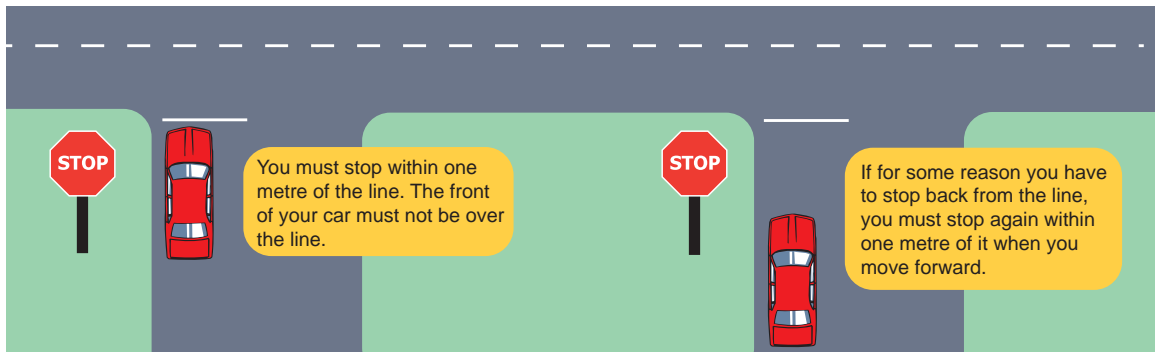 STOP
You must stop within one
metre of the line. The front
of your car must not be over
the line.
STOP
If for some reason you have
to stop back from the line,
you must stop again within
one metre of it when you
move forward.